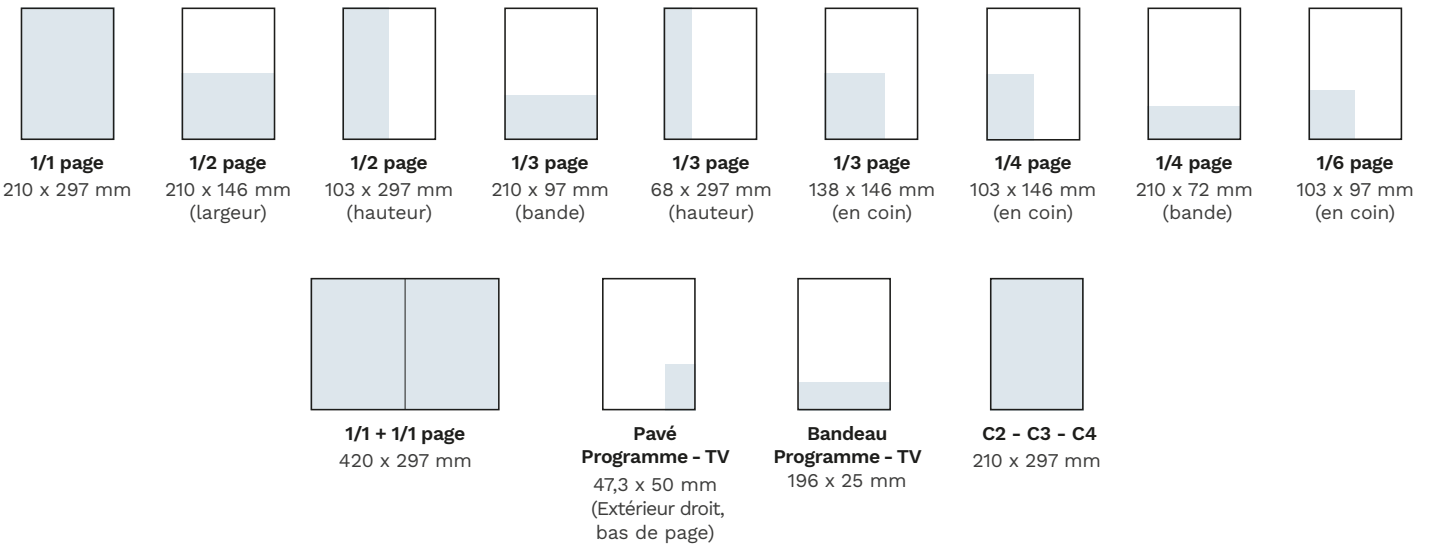 1/1 page
210 x 297 mm
1/2 page
210 x 146 mm
(largeur)
1/2 page
103 x 297 mm
(hauteur)
1/3 page
210 x 97 mm
(bande)
1/3 page
68 x 297 mm
(hauteur)
1/3 page
138 x 146 mm
(en coin)
1/4 page
103 x 146 mm
(en coin)
1/4 page
210 x 72 mm
(bande)
1/6 page
103 x 97 mm
(en coin)
1/1 + 1/1 page
420 x 297 mm
Pavé
Programme - TV
47,3 x 50 mm
(Extérieur droit,
bas de page)
Bandeau
Programme - TV
196 x 25 mm
C2 - C3 - C4
210 x 297 mm